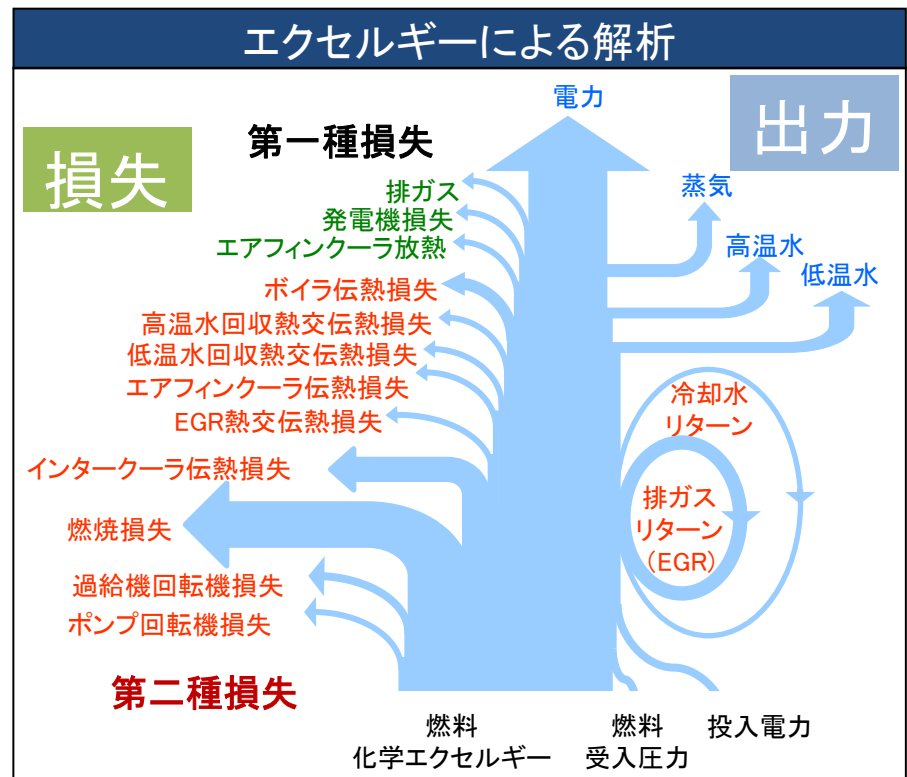 エクセルギーによる解析
電力
出力
第一種損失
損失
排ガス
蒸気
発電機損失
エアフィンクーラ放熱
高温水
低温水
ボイラ伝熱損失
高温水回収熱交伝熱損失
低温水回収熱交伝熱損失
エアフィンクーラ伝熱損失
EGR熱交伝熱損失
冷却水
リターン
インタークーラ伝熱損失
排ガス
リターン
(EGR)
燃焼損失
過給機回転機損失
ポンプ回転機損失
第二種損失
燃料
化学エクセルギー
燃料
受入圧力
投入電力